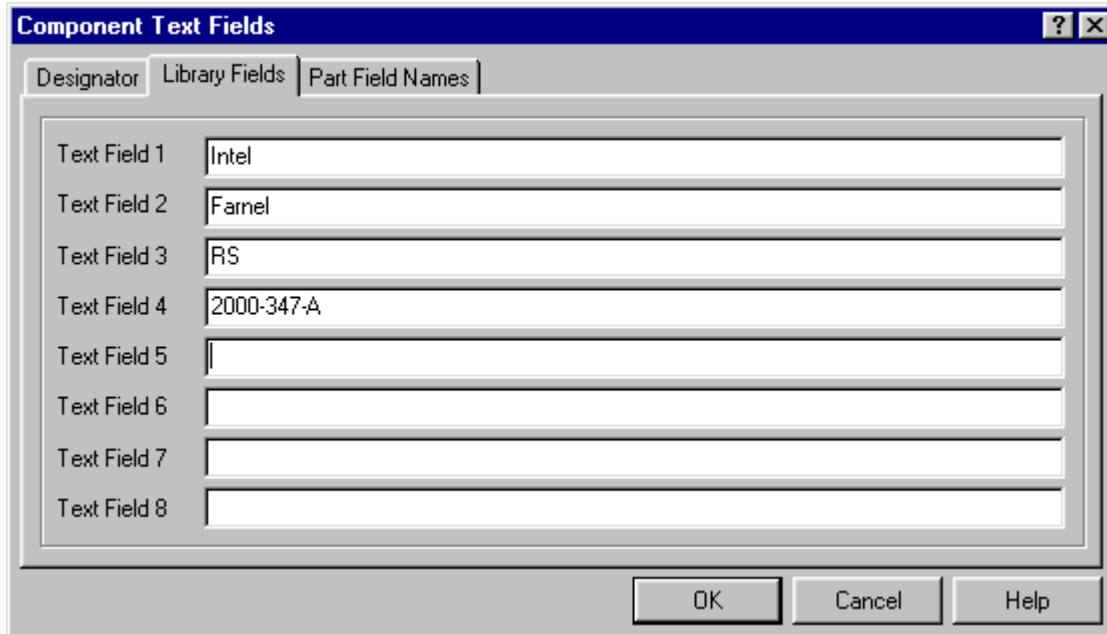 Component Text Fields
Designator Library Fields Part Field Names
Text Field 1 Intel
Text Field 2 Farnel
Text Field 3 RS
Text Field 4 2000-347-A
Text Field 5
Text Field 6
Text Field 7
Text Field 8
OK Cancel Help